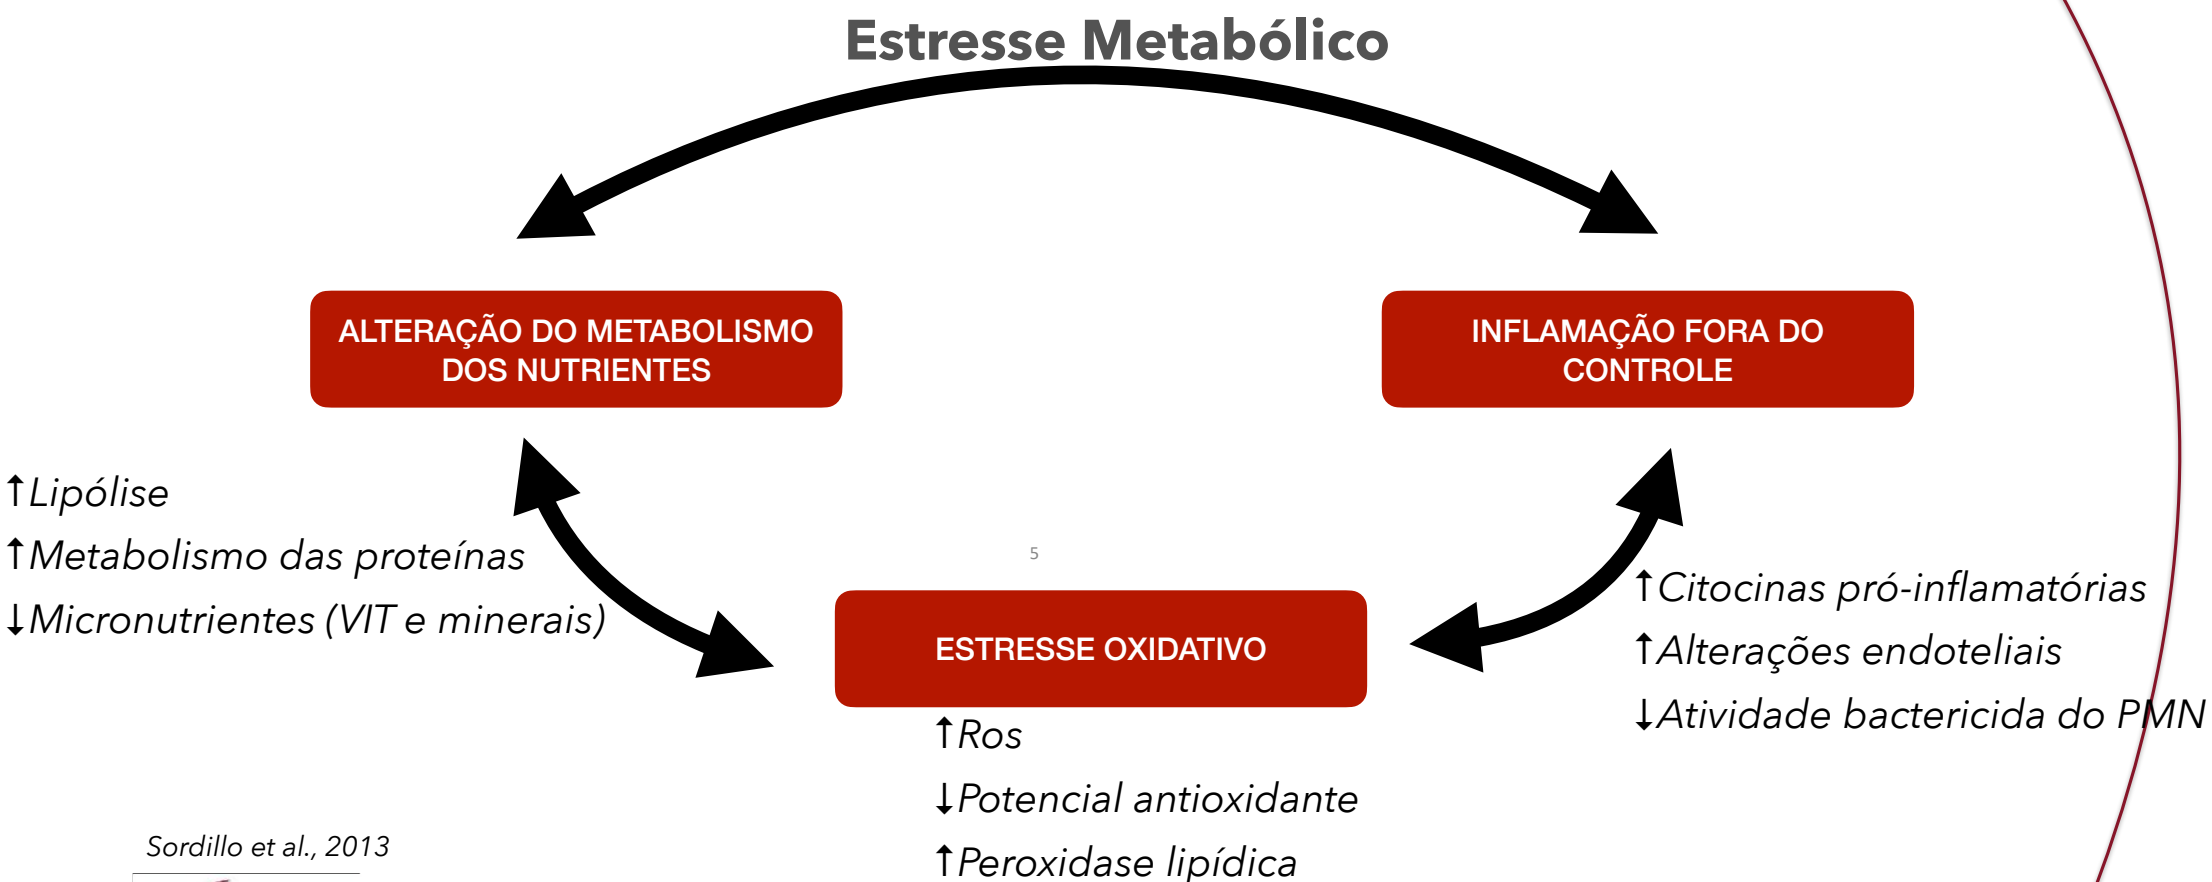 Estresse Metabólico
ALTERAÇÃO DO METABOLISMO
DOS NUTRIENTES
INFLAMAÇÃO FORA DO
CONTROLE
↑Lipólise
↑Metabolismo das proteínas
↓Micronutrientes (VIT e minerais)
5
ESTRESSE OXIDATIVO
↑Citocinas pró-inflamatórias
↑Alterações endoteliais
↓Atividade bactericida do PMN
↑Ros
↓Potencial antioxidante
↑Peroxidase lipídica
Sordillo et al., 2013